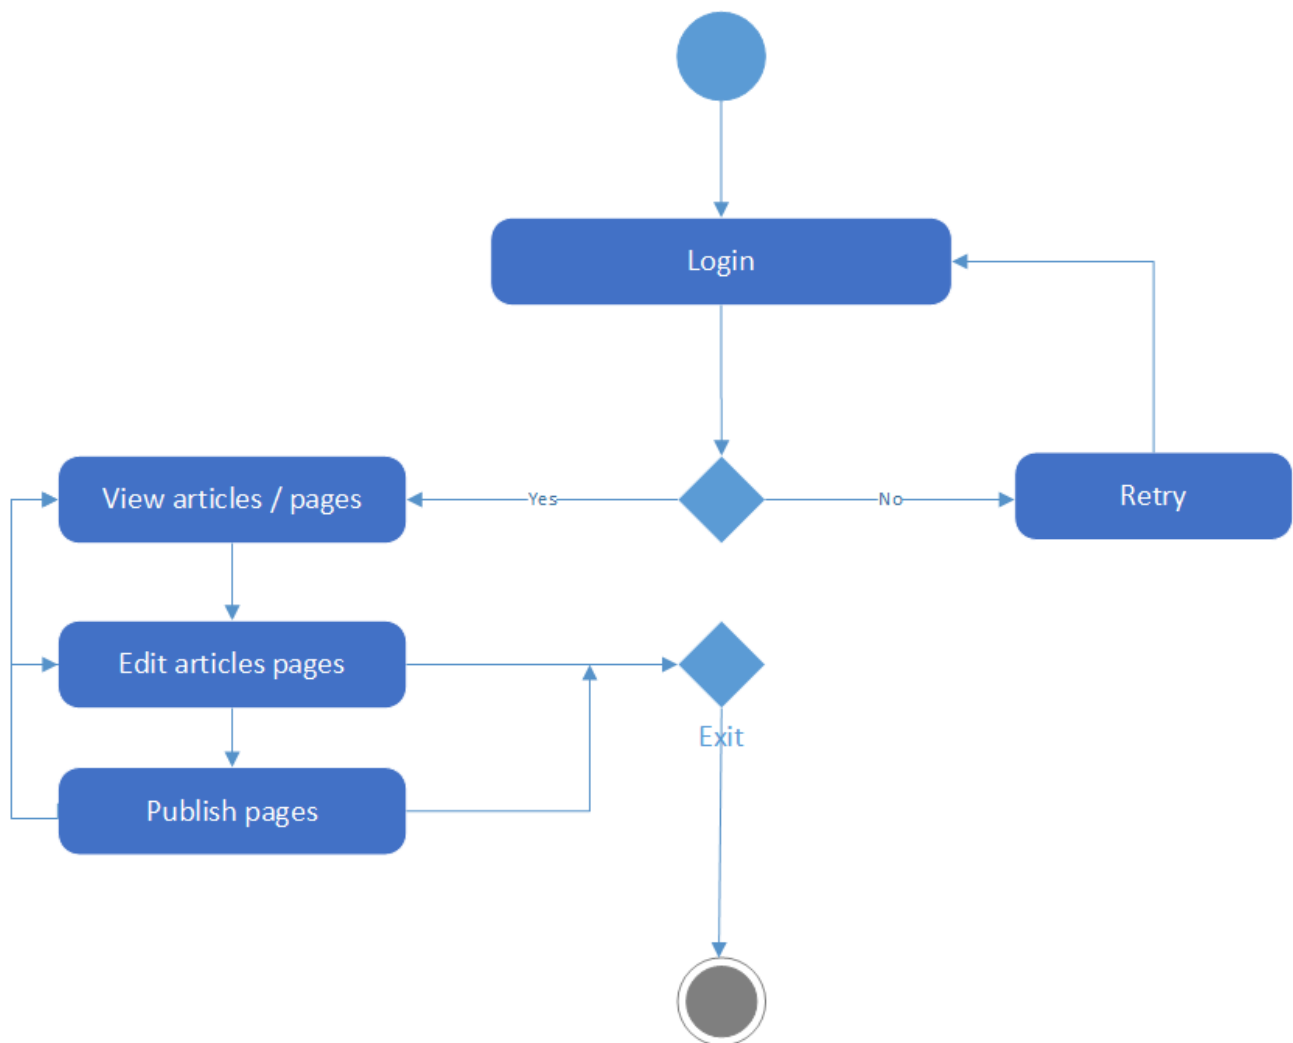 Login
View articles / pages
Yes
No
Retry
Edit articles pages
Exit
Publish pages